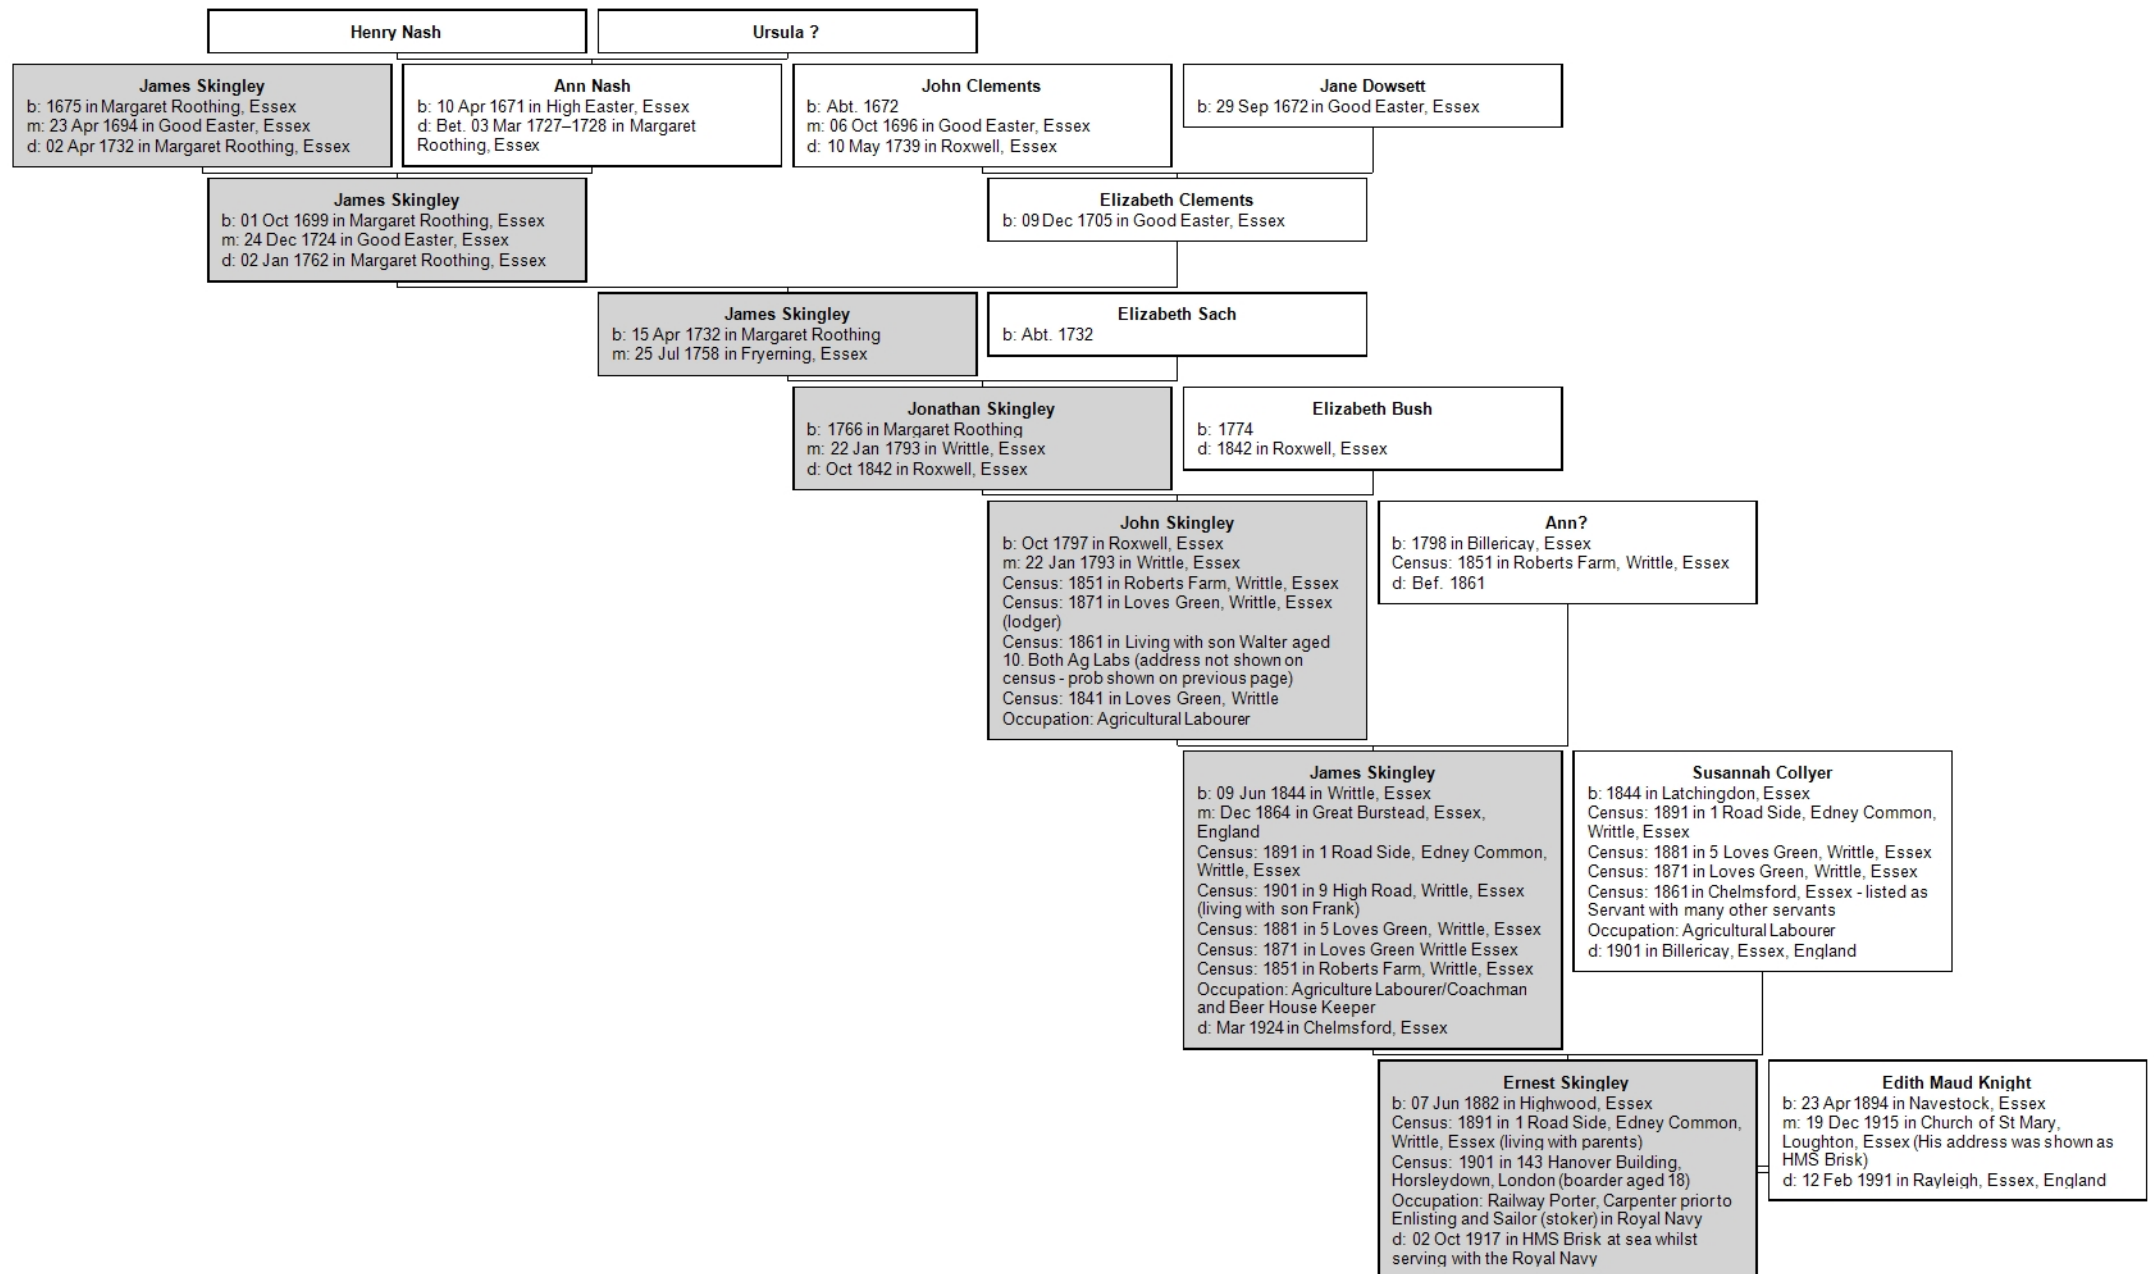 Henry Nash
Ursula ?
James Skingley
b: 1675 in Margaret Roothing, Essex
m: 23 Apr 1694 in Good Easter, Essex
d: 02 Apr 1732 in Margaret Roothing, Essex
Ann Nash
b: 10 Apr 1671 in High Easter, Essex
d: Bet. 03 Mar 1727–1728 in Margaret
Roothing, Essex
John Clements
b: Abt. 1672
m: 06 Oct 1696 in Good Easter, Essex
d: 10 May 1739 in Roxwell, Essex
Jane Dowsett
b: 29 Sep 1672 in Good Easter, Essex
James Skingley
b: 01 Oct 1699 in Margaret Roothing, Essex
m: 24 Dec 1724 in Good Easter, Essex
d: 02 Jan 1762 in Margaret Roothing, Essex
Elizabeth Clements
b: 09 Dec 1705 in Good Easter, Essex
James Skingley
b: 15 Apr 1732 in Margaret Roothing
m: 25 Jul 1758 in Fryerning, Essex
Elizabeth Sach
b: Abt. 1732
Jonathan Skingley
b: 1766 in Margaret Roothing
m: 22 Jan 1793 in Writtle, Essex
d: Oct 1842 in Roxwell, Essex
Elizabeth Bush
b: 1774
d: 1842 in Roxwell, Essex
John Skingley
b: Oct 1797 in Roxwell, Essex
m: 22 Jan 1793 in Writtle, Essex
Census: 1851 in Roberts Farm, Writtle, Essex
Census: 1871 in Loves Green, Writtle, Essex
(lodger)
Census: 1861 in Living with son Walter aged
10. Both Ag Labs (address not shown on
census - prob shown on previous page)
Census: 1841 in Loves Green, Writtle
Occupation: Agricultural Labourer
Ann?
b: 1798 in Billericay, Essex
Census: 1851 in Roberts Farm, Writtle, Essex
d: Bef. 1861
James Skingley
b: 09 Jun 1844 in Writtle, Essex
m: Dec 1864 in Great Burstead, Essex,
England
Census: 1891 in 1 Road Side, Edney Common,
Writtle, Essex
Census: 1901 in 9 High Road, Writtle, Essex
(living with son Frank)
Census: 1881 in 5 Loves Green, Writtle, Essex
Census: 1871 in Loves Green Writtle Essex
Census: 1851 in Roberts Farm, Writtle, Essex
Occupation: Agriculture Labourer/Coachman
and Beer House Keeper
d: Mar 1924 in Chelmsford, Essex
Susannah Collyer
b: 1844 in Latchingdon, Essex
Census: 1891 in 1 Road Side, Edney Common,
Writtle, Essex
Census: 1881 in 5 Loves Green, Writtle, Essex
Census: 1871 in Loves Green, Writtle, Essex
Census: 1861 in Chelmsford, Essex - listed as
Servant with many other servants
Occupation: Agricultural Labourer
d: 1901 in Billericay, Essex, England
Ernest Skingley
b: 07 Jun 1882 in Highwood, Essex
Census: 1891 in 1 Road Side, Edney Common,
Writtle, Essex (living with parents)
Census: 1901 in 143 Hanover Building,
Horsleydown, London (boarder aged 18)
Occupation: Railway Porter, Carpenter prior to
Enlisting and Sailor (stoker) in Royal Navy
d: 02 Oct 1917 in HMS Brisk at sea whilst
serving with the Royal Navy
Edith Maud Knight
b: 23 Apr 1894 in Navestock, Essex
m: 19 Dec 1915 in Church of St Mary,
Loughton, Essex (His address was shown as
HMS Brisk)
d: 12 Feb 1991 in Rayleigh, Essex, England